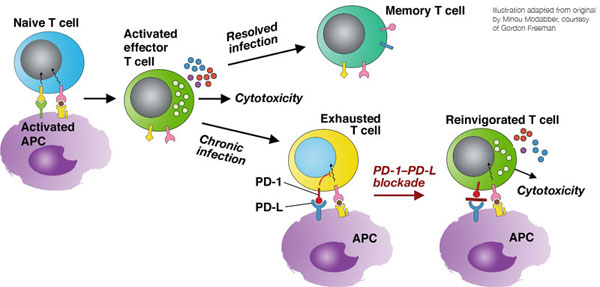 Naive T cell
Activated
APC
Activated
effector
T cell
Resolved
infection
Cytotoxicity
Chronic
infection
Memory T cell
Illustration adapted from original
by Minou Modabber, courtesy
of Gordon Freeman
Exhausted
T cell
PD-1
PD-L
APC
PD-1–PD-L
blockade
Reinvigorated T cell
Cytotoxicity
APC